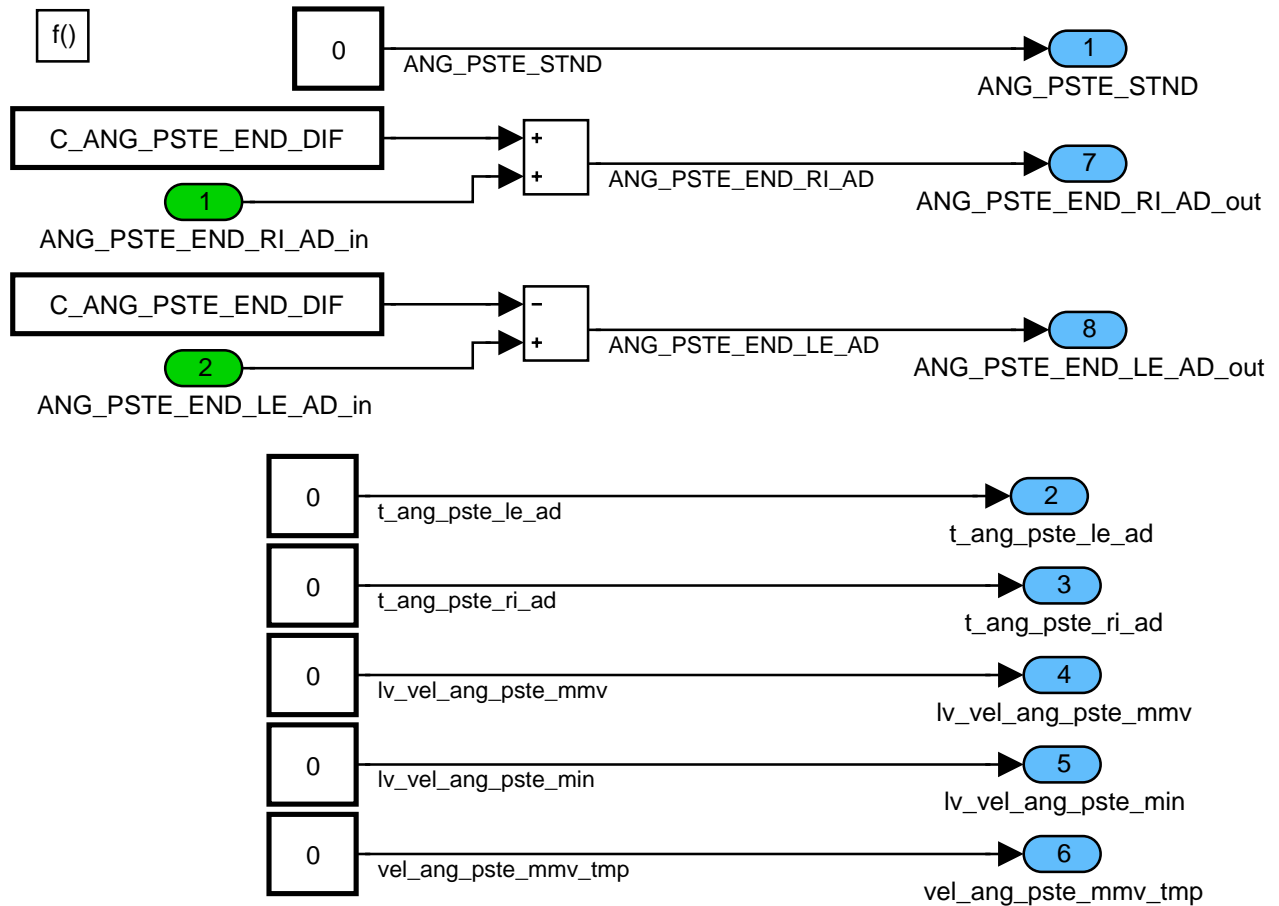 f()
0
ANG_PSTE_STND
1
ANG_PSTE_STND
C_ANG_PSTE_END_DIF
+
+
ANG_PSTE_END_RI_AD
7
ANG_PSTE_END_RI_AD_out
1
ANG_PSTE_END_RI_AD_in
C_ANG_PSTE_END_DIF
−
+
ANG_PSTE_END_LE_AD
8
ANG_PSTE_END_LE_AD_out
2
ANG_PSTE_END_LE_AD_in
0
t_ang_pste_le_ad
2
t_ang_pste_le_ad
0
t_ang_pste_ri_ad
3
t_ang_pste_ri_ad
0
lv_vel_ang_pste_mmv
4
lv_vel_ang_pste_mmv
0
lv_vel_ang_pste_min
5
lv_vel_ang_pste_min
0
vel_ang_pste_mmv_tmp
6
vel_ang_pste_mmv_tmp